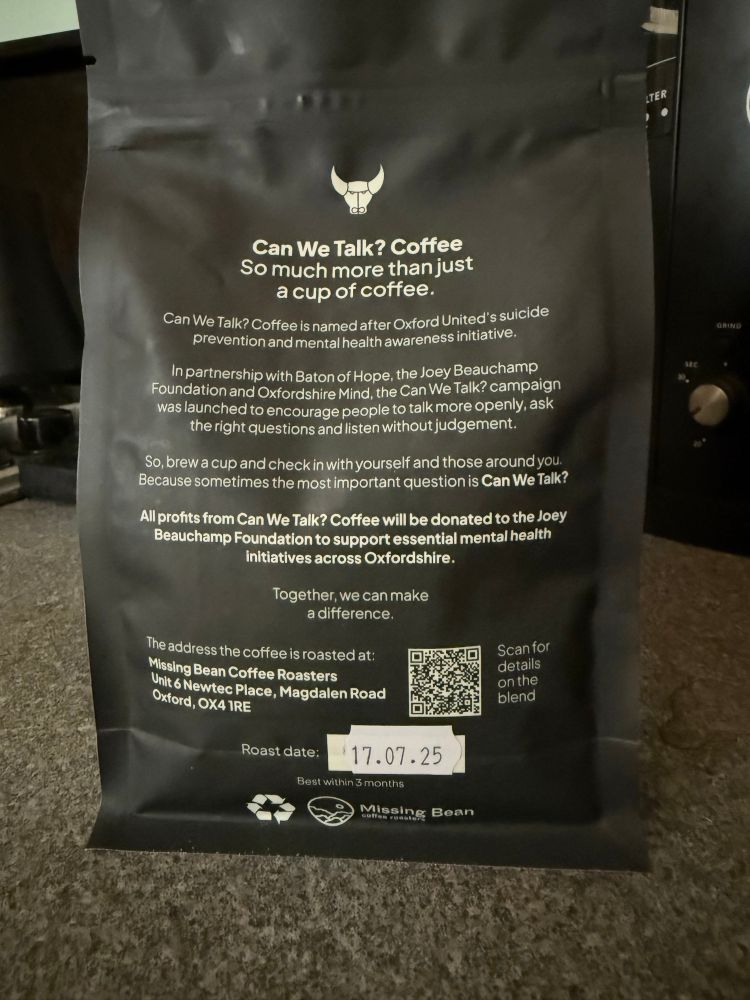 LTER
Can We Talk? Coffee
So much more than just
a cup of coffee.
Can We Talk? Coffee is named after Oxford United's suicide
prevention and mental health awareness initiative.
In partnership with Baton of Hope, the Joey Beauchamp
Foundation and Oxfordshire Mind, the Can We Talk? campaign
was launched to encourage people to talk more openly, ask
the right questions and listen without judgement.
So, brew a cup and check in with yourself and those around you.
Because sometimes the most important question is Can We Talk?
All profits from Can We Talk? Coffee will be donated to the Joey
Beauchamp Foundation to support essential mental health
initiatives across Oxfordshire.
Together, we can make
a difference.
The address the coffee is roasted at:
Missing Bean Coffee Roasters
Unit 6 Newtec Place, Magdalen Road
Oxford, OX4 1RE
Scan for
details
on the
blend
Roast date: 17.07.25
Best within 3 months
Missing Bean
coffee roasters
GRIND
SEC